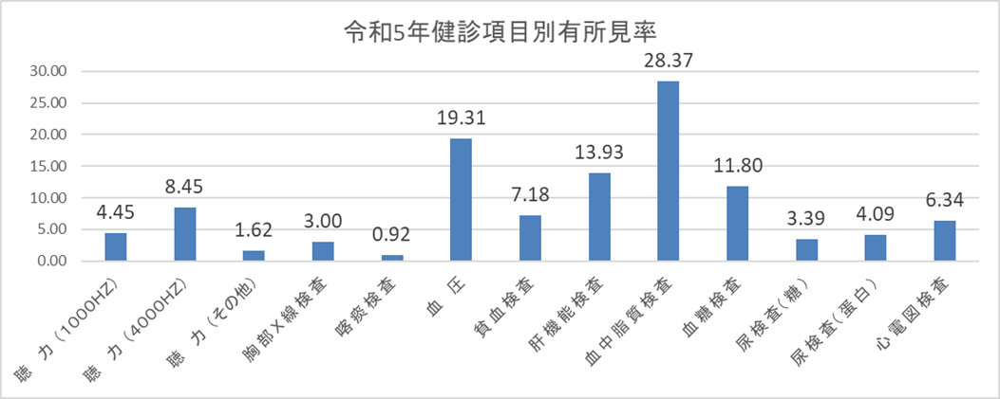 令和5年健診項目別有所見率
30.00
25.00
20.00
15.00
10.00
5.00
0.00
4.45
8.45
1.62
3.00
0.92
19.31
7.18
13.93
28.37
11.80
3.39
4.09
6.34
聴　力（1000HZ）
聴　力（4000HZ）
聴　力（その他）
胸部X線検査
喀痰検査
血　圧
貧血検査
肝機能検査
血中脂質検査
血糖検査
尿検査（糖）
尿検査（蛋白）
心電図検査